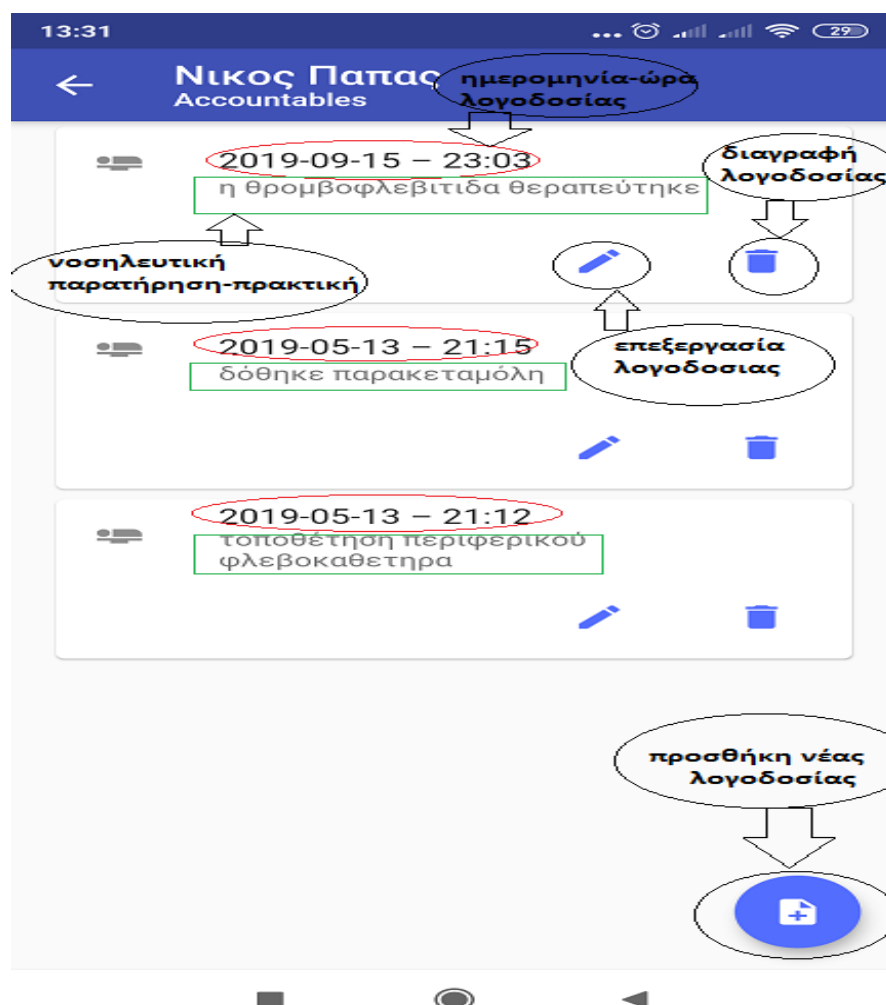 13:31
29
Νικος Παπας
Accountables
ημερομηνία-ώρα
λογοδοσίας
2019-09-15 – 23:03
η θρομβοφλεβιτιδα θεραπεύτηκε
διαγραφή
λογοδοσίας
νοσηλευτική
παρατήρηση-πρακτική
2019-05-13 – 21:15
δόθηκε παρακεταμόλη
επεξεργασία
λογοδοσιας
2019-05-13 – 21:12
τοποθέτηση περιφερικού
φλεβοκαθετηρα
προσθήκη νέας
λογοδοσίας